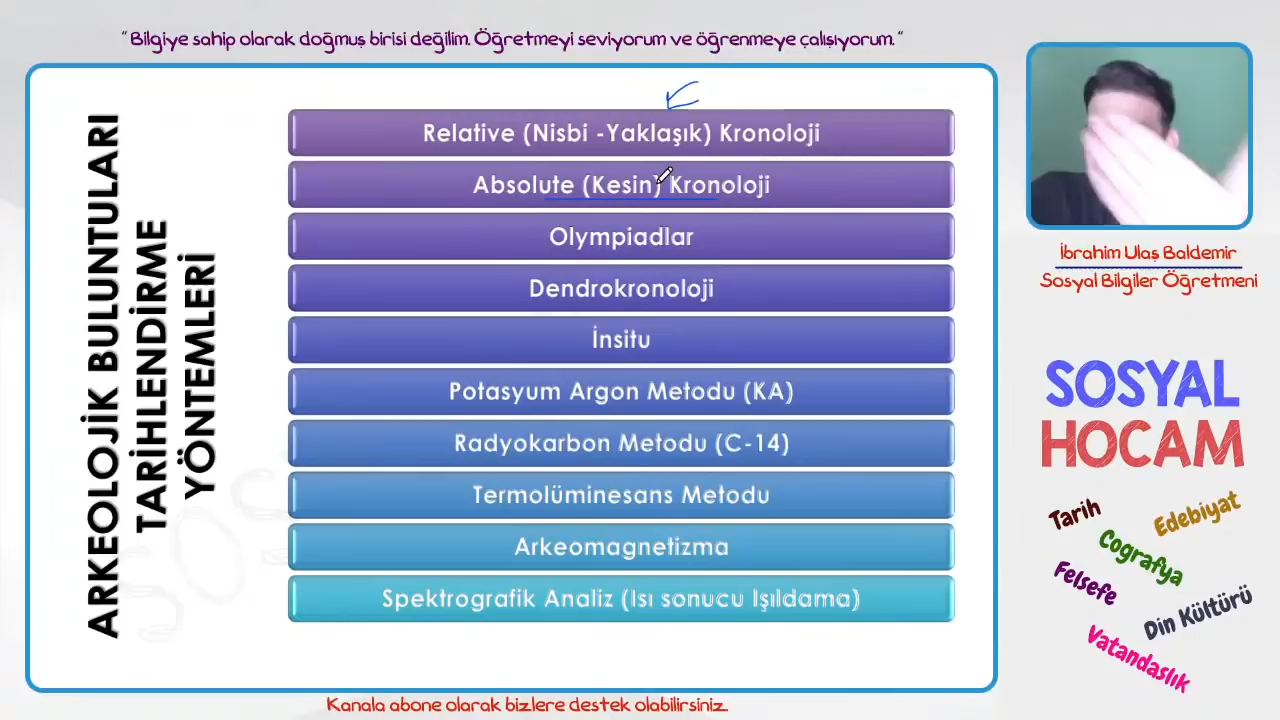 “ Bilgiye sahip olarak doğmuş birisi değilim. Öğretmeyi seviyorum ve öğrenmeye çalışıyorum. ”
ARKEOLOJİK BULUNTULARI
TARİHLENDİRME
YÖNTEMLERİ
Relative (Nisbi -Yaklaşık) Kronoloji
Absolute (Kesin) Kronoloji
Olympiadlar
Dendrokronoloji
İnsitu
Potasyum Argon Metodu (KA)
Radyokarbon Metodu (C-14)
Termolüminesans Metodu
Arkeomagnetizma
Spektrografik Analiz (Isı sonucu Işıldama)
İbrahim Ulaş Baldemir
Sosyal Bilgiler Öğretmeni
SOSYAL
HOCAM
Tarih
Edebiyat
Coğrafya
Felsefe
Din Kültürü
Vatandaslık
Kanala abone olarak bizlere destek olabilirsiniz.